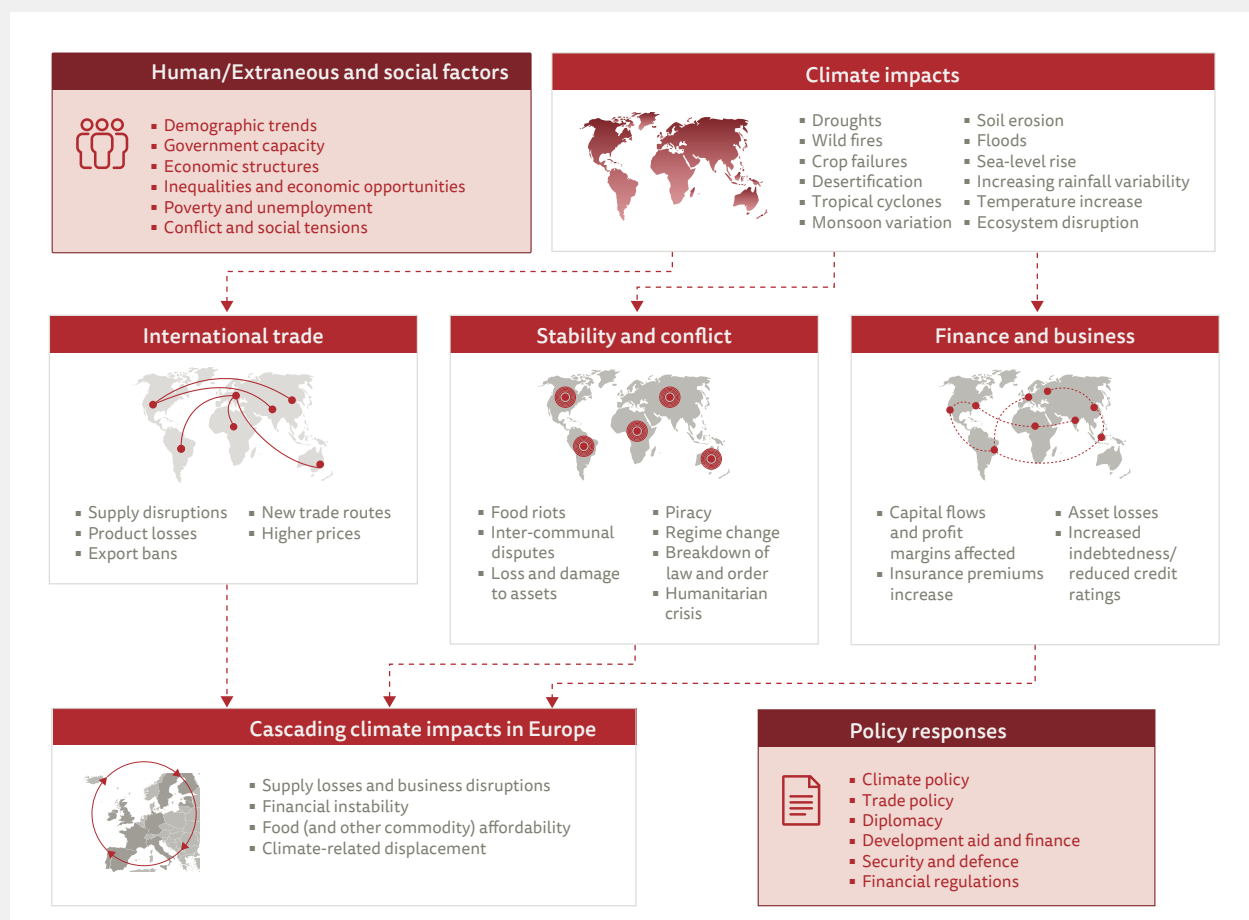 Human/Extraneous and social factors
▪ Demographic trends
▪ Government capacity
▪ Economic structures
▪ Inequalities and economic opportunities
▪ Poverty and unemployment
▪ Conflict and social tensions
Climate impacts
▪ Droughts
▪ Wild fires
▪ Crop failures
▪ Desertification
▪ Tropical cyclones
▪ Monsoon variation
▪ Soil erosion
▪ Floods
▪ Sea-level rise
▪ Increasing rainfall variability
▪ Temperature increase
▪ Ecosystem disruption
International trade
▪ Supply disruptions
▪ Product losses
▪ Export bans
▪ New trade routes
▪ Higher prices
Stability and conflict
▪ Food riots
▪ Inter-communal
disputes
▪ Loss and damage
to assets
▪ Piracy
▪ Regime change
▪ Breakdown of
law and order
▪ Humanitarian
crisis
Finance and business
▪ Capital flows
and profit
margins affected
▪ Insurance premiums
increase
▪ Asset losses
▪ Increased
indebtedness/
reduced credit
ratings
Cascading climate impacts in Europe
▪ Supply losses and business disruptions
▪ Financial instability
▪ Food (and other commodity) affordability
▪ Climate-related displacement
Policy responses
▪ Climate policy
▪ Trade policy
▪ Diplomacy
▪ Development aid and finance
▪ Security and defence
▪ Financial regulations